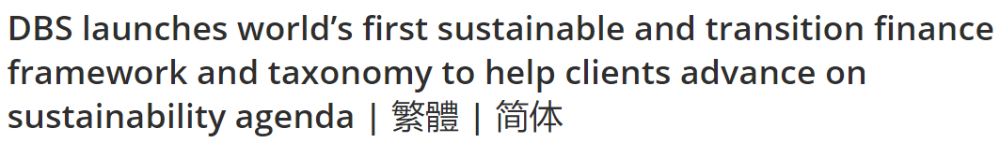 DBS launches world’s first sustainable and transition finance
framework and taxonomy to help clients advance on
sustainability agenda | 繁體 | 简体